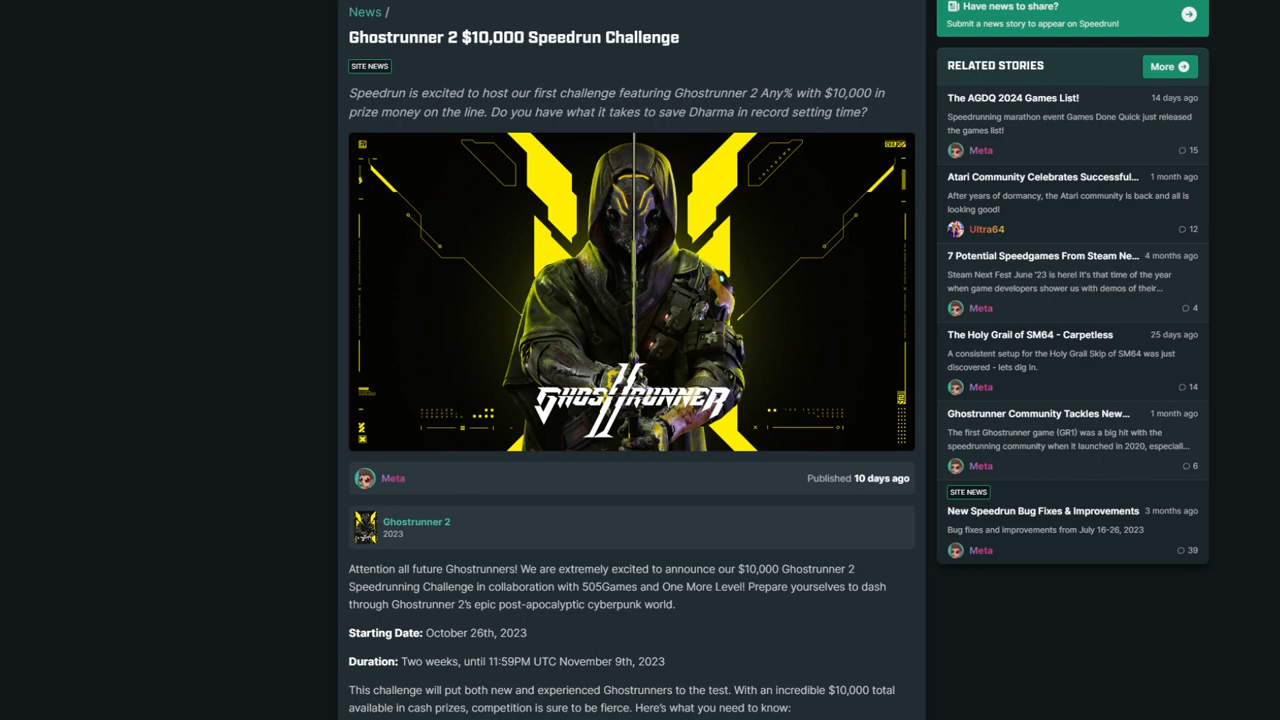 News /
Ghostrunner 2 $10,000 Speedrun Challenge
SITE NEWS
Speedrun is excited to host our first challenge featuring Ghostrunner 2 Any% with $10,000 in
prize money on the line. Do you have what it takes to save Dharma in record setting time?
GHOSTRUNNER
II
Meta
Published 10 days ago
Ghostrunner 2
2023
Attention all future Ghostrunners! We are extremely excited to announce our $10,000 Ghostrunner 2
Speedrunning Challenge in collaboration with 505Games and One More Level! Prepare yourselves to dash
through Ghostrunner 2's epic post-apocalyptic cyberpunk world.
Starting Date: October 26th, 2023
Duration: Two weeks, until 11:59PM UTC November 9th, 2023
This challenge will put both new and experienced Ghostrunners to the test. With an incredible $10,000 total
available in cash prizes, competition is sure to be fierce. Here's what you need to know:
Have news to share?
Submit a news story to appear on Speedrun!
RELATED STORIES
More
The AGDQ 2024 Games List! 14 days ago
Speedrunning marathon event Games Done Quick just released
the games list!
Meta 15
Atari Community Celebrates Successful... 1 month ago
After years of dormancy, the Atari community is back and all is
looking good!
Ultra64 12
7 Potential Speedgames From Steam Ne... 4 months ago
Steam Next Fest June '23 is here! It's that time of the year
when game developers shower us with demos of their...
Meta 4
The Holy Grail of SM64 - Carpetless 25 days ago
A consistent setup for the Holy Grail Skip of SM64 was just
discovered - lets dig in.
Meta 14
Ghostrunner Community Tackles New... 1 month ago
The first Ghostrunner game (GR1) was a big hit with the
speedrunning community when it launched in 2020, especiall...
Meta 6
SITE NEWS
New Speedrun Bug Fixes & Improvements 3 months ago
Bug fixes and improvements from July 16-26, 2023
Meta 39